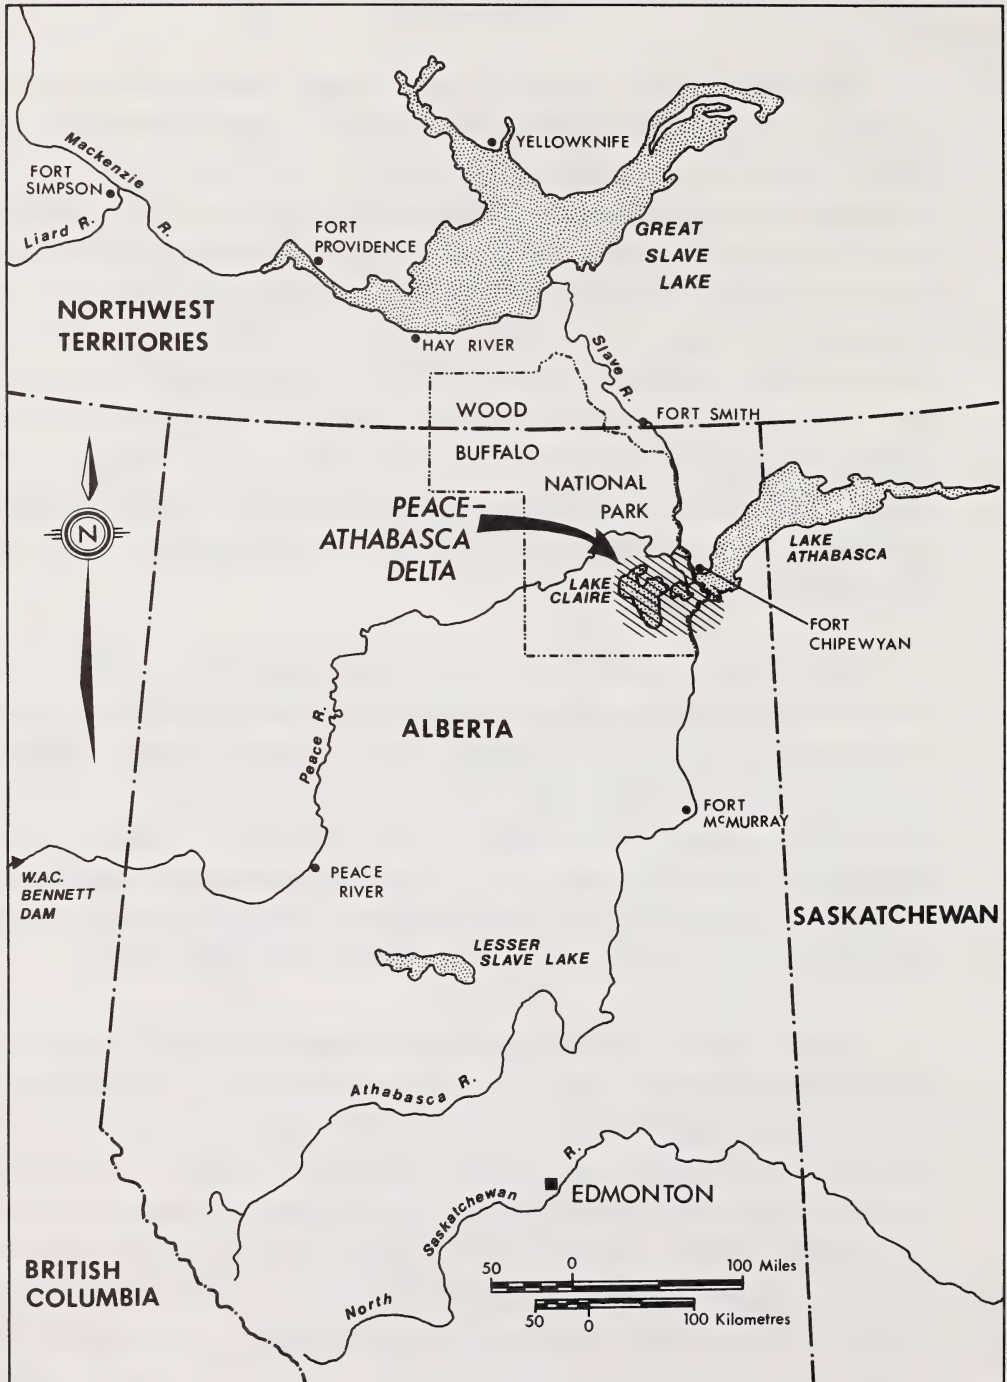 YELLOWKNIFE
Mackenzie
R.
FORT
SIMPSON
Liard R.
FORT
PROVIDENCE
GREAT
SLAVE
LAKE
NORTHWEST
TERRITORIES
HAY RIVER
Slave R.
WOOD
BUFFALO
NATIONAL
PARK
FORT SMITH
N
PEACE-
ATHABASCA
DELTA
LAKE
CLAIRE
LAKE
ATHABASCA
FORT
CHIPEWYAN
Peace R.
ALBERTA
FORT
McMURRAY
W.A.C.
BENNETT
DAM
PEACE
RIVER
SASKATCHEWAN
LESSER
SLAVE LAKE
Athabasca R.
EDMONTON
North
Saskatchewan
R.
BRITISH
COLUMBIA
50 0 100 Miles
50 0 100 Kilometres